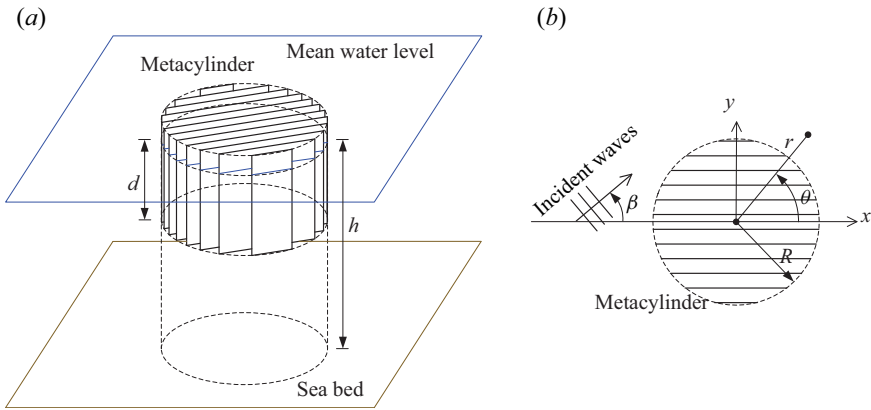 (a)
Mean water level
Metacylinder
d
h
Sea bed
(b)
y
r
Incident waves
β
θ
x
R
Metacylinder